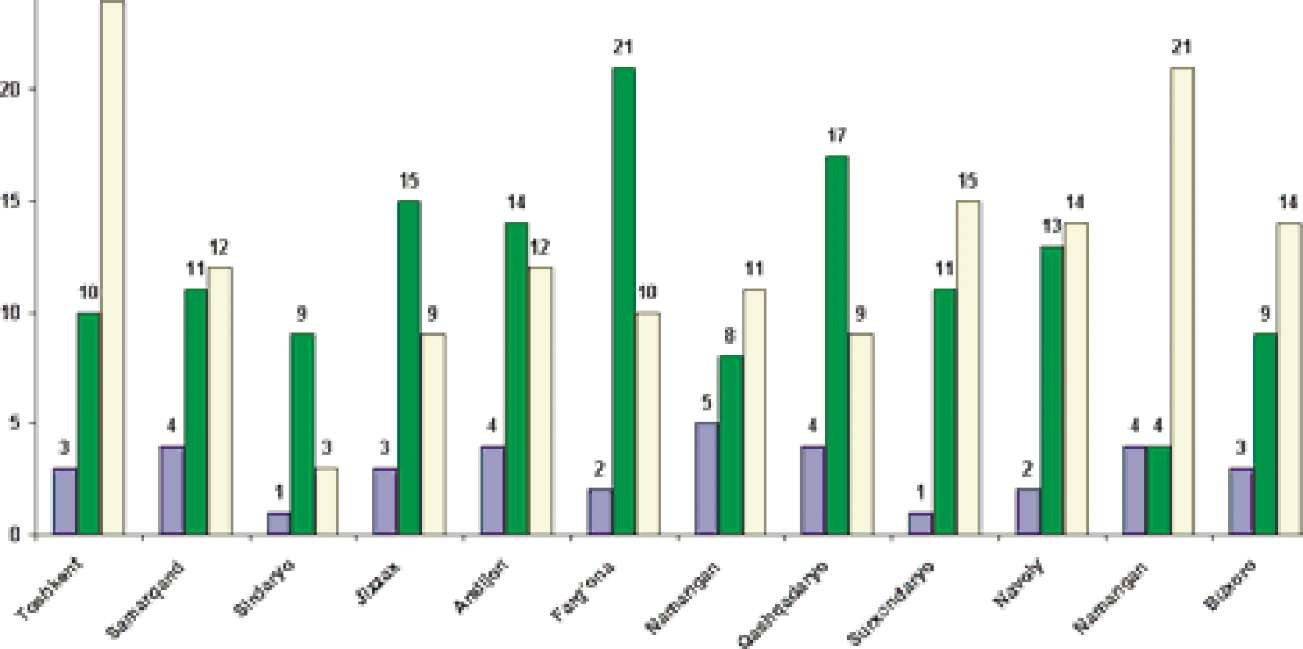 20
15
10
5
0
3 10
4 11 12
1 9 3
3 15 9
4 14 12
2 21 10
5 8 11
4 17 9
1 11 15
2 13 14
4 4 21
3 9 14
Toshkent
Samarqand
Sirdaryo
Jizzax
Andijon
Farg'ona
Namangan
Qashqadaryo
Surxondaryo
Navoiy
Namangan
Buxoro